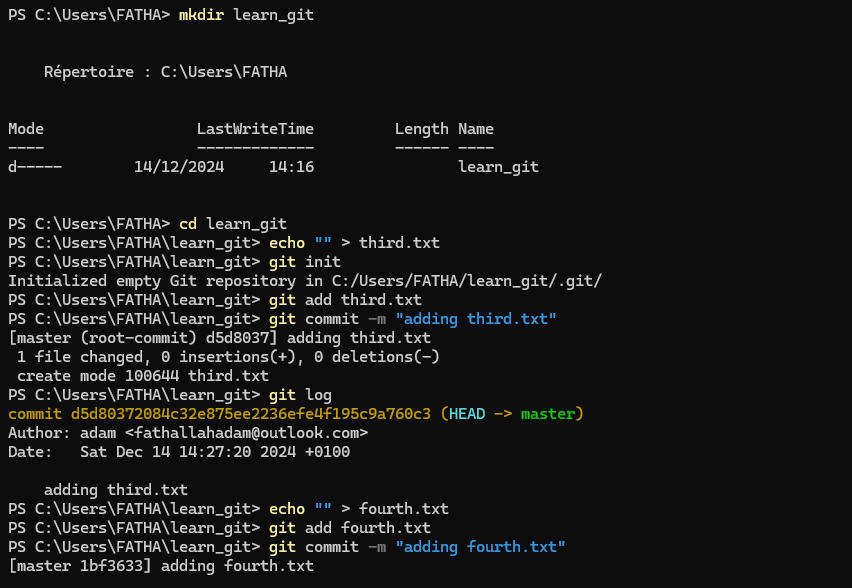 PS C:\Users\FATHA> mkdir learn_git
Répertoire : C:\Users\FATHA
Mode LastWriteTime Length Name
---- ------------- ------ ----
d----- 14/12/2024 14:16 learn_git
PS C:\Users\FATHA> cd learn_git
PS C:\Users\FATHA\learn_git> echo "" > third.txt
PS C:\Users\FATHA\learn_git> git init
Initialized empty Git repository in C:/Users/FATHA/learn_git/.git/
PS C:\Users\FATHA\learn_git> git add third.txt
PS C:\Users\FATHA\learn_git> git commit -m "adding third.txt"
[master (root-commit) d5d8037] adding third.txt
 1 file changed, 0 insertions(+), 0 deletions(-)
 create mode 100644 third.txt
PS C:\Users\FATHA\learn_git> git log
commit d5d80372084c32e875ee2236efe4f195c9a760c3 (HEAD -> master)
Author: adam <fathallahadam@outlook.com>
Date:   Sat Dec 14 14:27:20 2024 +0100
    adding third.txt
PS C:\Users\FATHA\learn_git> echo "" > fourth.txt
PS C:\Users\FATHA\learn_git> git add fourth.txt
PS C:\Users\FATHA\learn_git> git commit -m "adding fourth.txt"
[master 1bf3633] adding fourth.txt